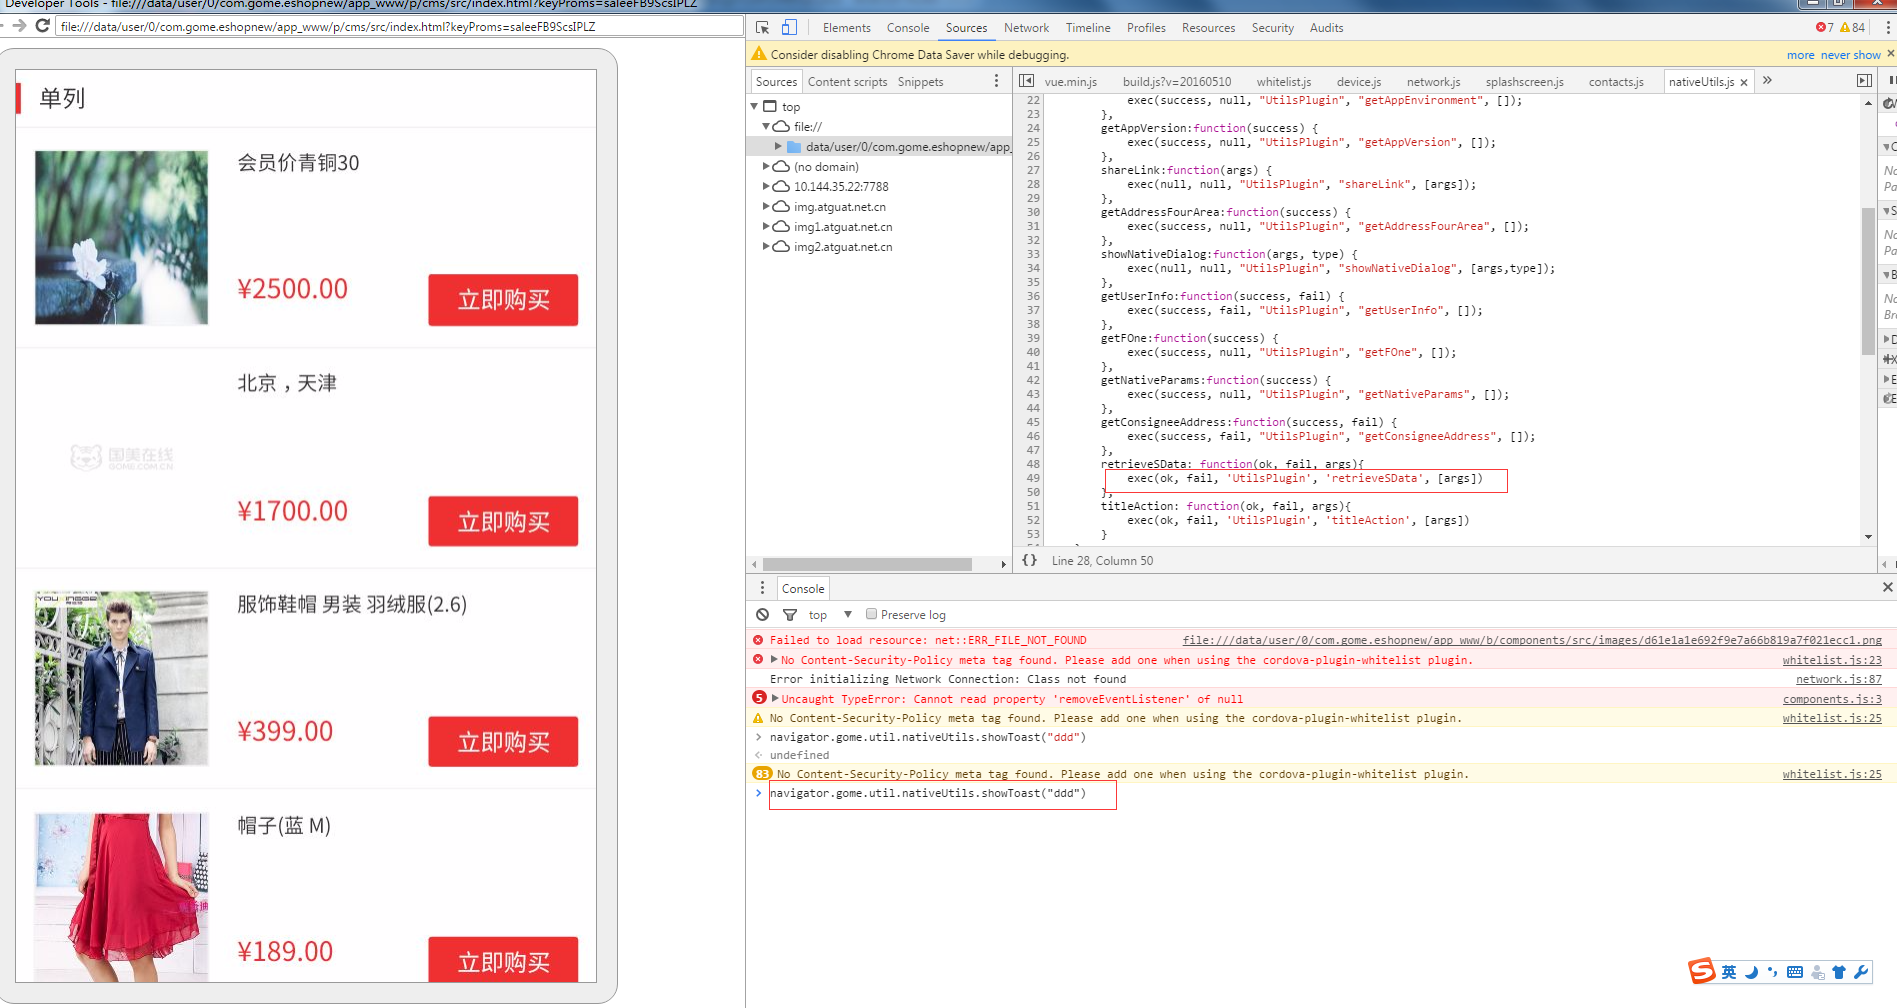 Developer Tools - file:///data/user/0/com.gome.eshopnew/app_www/p/cms/src/index.html?keyProms=saleeFB9ScsIPLZ
file:///data/user/0/com.gome.eshopnew/app_www/p/cms/src/index.html?keyProms=saleeFB9ScsIPLZ
单列
会员价青铜30
¥2500.00
立即购买
北京，天津
国美在线
GOME.COM.CN
¥1700.00
立即购买
服饰鞋帽 男装 羽绒服(2.6)
¥399.00
立即购买
帽子(蓝 M)
¥189.00
立即购买
Elements Console Sources Network Timeline Profiles Resources Security Audits
7 84
Consider disabling Chrome Data Saver while debugging.
more never show
Sources Content scripts Snippets
top
file://
data/user/0/com.gome.eshopnew/app_
(no domain)
10.144.35.22:7788
img.atguat.net.cn
img1.atguat.net.cn
img2.atguat.net.cn
vue.min.js build.js?v=20160510 whitelist.js device.js network.js splashscreen.js contacts.js nativeUtils.js
22 exec(success, null, "UtilsPlugin", "getAppEnvironment", []);
23 },
24 getAppVersion:function(success) {
25 exec(success, null, "UtilsPlugin", "getAppVersion", []);
26 },
27 shareLink:function(args) {
28 exec(null, null, "UtilsPlugin", "shareLink", [args]);
29 },
30 getAddressFourArea:function(success) {
31 exec(success, null, "UtilsPlugin", "getAddressFourArea", []);
32 },
33 showNativeDialog:function(args, type) {
34 exec(null, null, "UtilsPlugin", "showNativeDialog", [args,type]);
35 },
36 getUserInfo:function(success, fail) {
37 exec(success, fail, "UtilsPlugin", "getUserInfo", []);
38 },
39 getFOne:function(success) {
40 exec(success, null, "UtilsPlugin", "getFOne", []);
41 },
42 getNativeParams:function(success) {
43 exec(success, null, "UtilsPlugin", "getNativeParams", []);
44 },
45 getConsigneeAddress:function(success, fail) {
46 exec(success, fail, "UtilsPlugin", "getConsigneeAddress", []);
47 },
48 retrieveSData: function(ok, fail, args){
49 exec(ok, fail, 'UtilsPlugin', 'retrieveSData', [args])
50 },
51 titleAction: function(ok, fail, args){
52 exec(ok, fail, 'UtilsPlugin', 'titleAction', [args])
53 }
{} Line 28, Column 50
Console
top Preserve log
Failed to load resource: net::ERR_FILE_NOT_FOUND file:///data/user/0/com.gome.eshopnew/app_www/b/components/src/images/d61e1a1e692f9e7a66b819a7f021ecc1.png
No Content-Security-Policy meta tag found. Please add one when using the cordova-plugin-whitelist plugin. whitelist.js:23
Error initializing Network Connection: Class not found network.js:87
5 Uncaught TypeError: Cannot read property 'removeEventListener' of null components.js:3
No Content-Security-Policy meta tag found. Please add one when using the cordova-plugin-whitelist plugin. whitelist.js:25
> navigator.gome.util.nativeUtils.showToast("ddd")
undefined
83 No Content-Security-Policy meta tag found. Please add one when using the cordova-plugin-whitelist plugin. whitelist.js:25
> navigator.gome.util.nativeUtils.showToast("ddd")
英